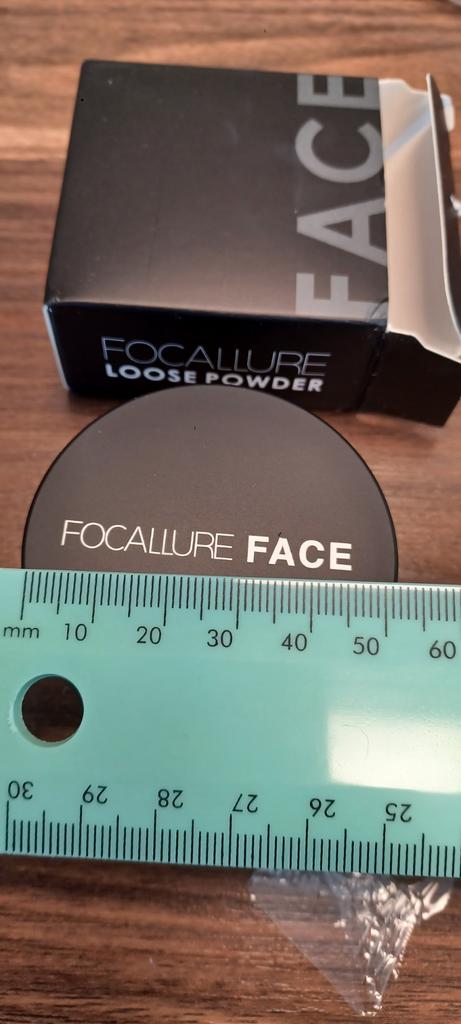 FACE
FOCALLURE
LOOSE POWDER
FOCALLURE FACE
mm 10 20 30 40 50 60
30 29 28 27 26 25